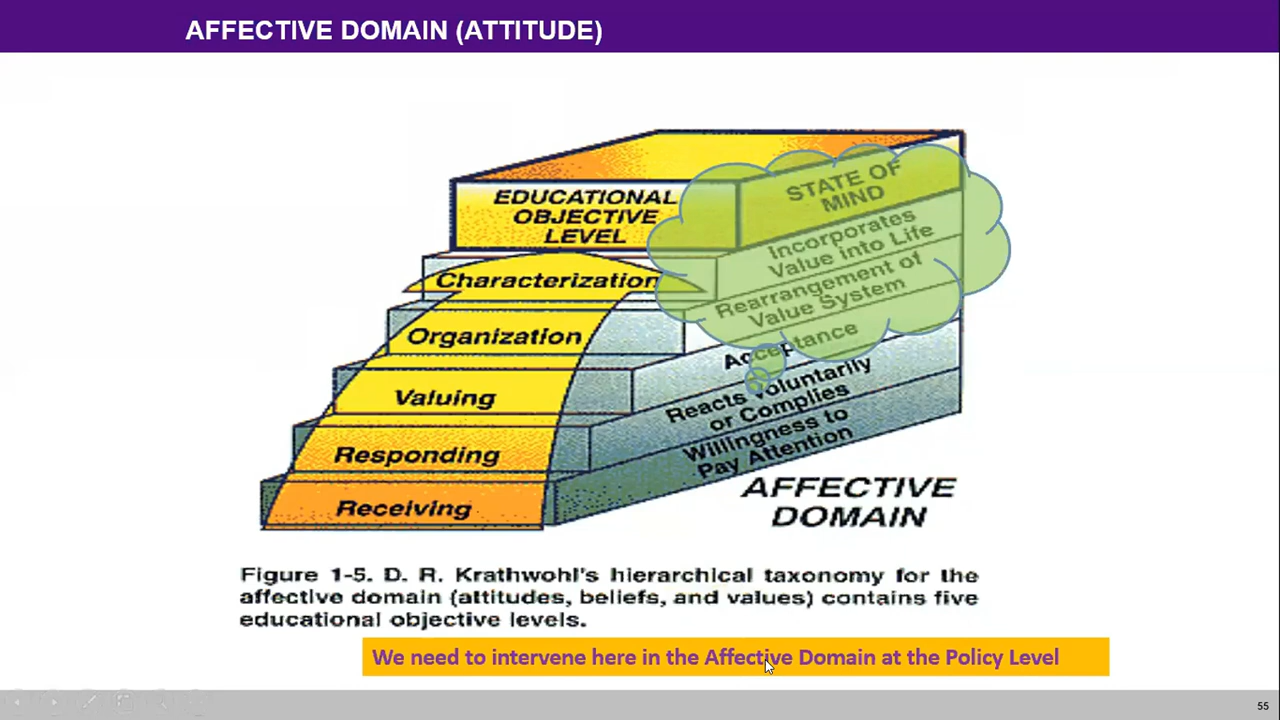 AFFECTIVE DOMAIN (ATTITUDE)
EDUCATIONAL
OBJECTIVE
LEVEL
STATE OF
MIND
Characterization
Incorporates
Value into Life
Organization
Rearrangement of
Value System
Valuing
Acceptance
Responding
Reacts Voluntarily
or Complies
Receiving
Willingness to
Pay Attention
AFFECTIVE
DOMAIN
Figure 1-5. D. R. Krathwohl's hierarchical taxonomy for the
affective domain (attitudes, beliefs, and values) contains five
educational objective levels.
We need to intervene here in the Affective Domain at the Policy Level
55